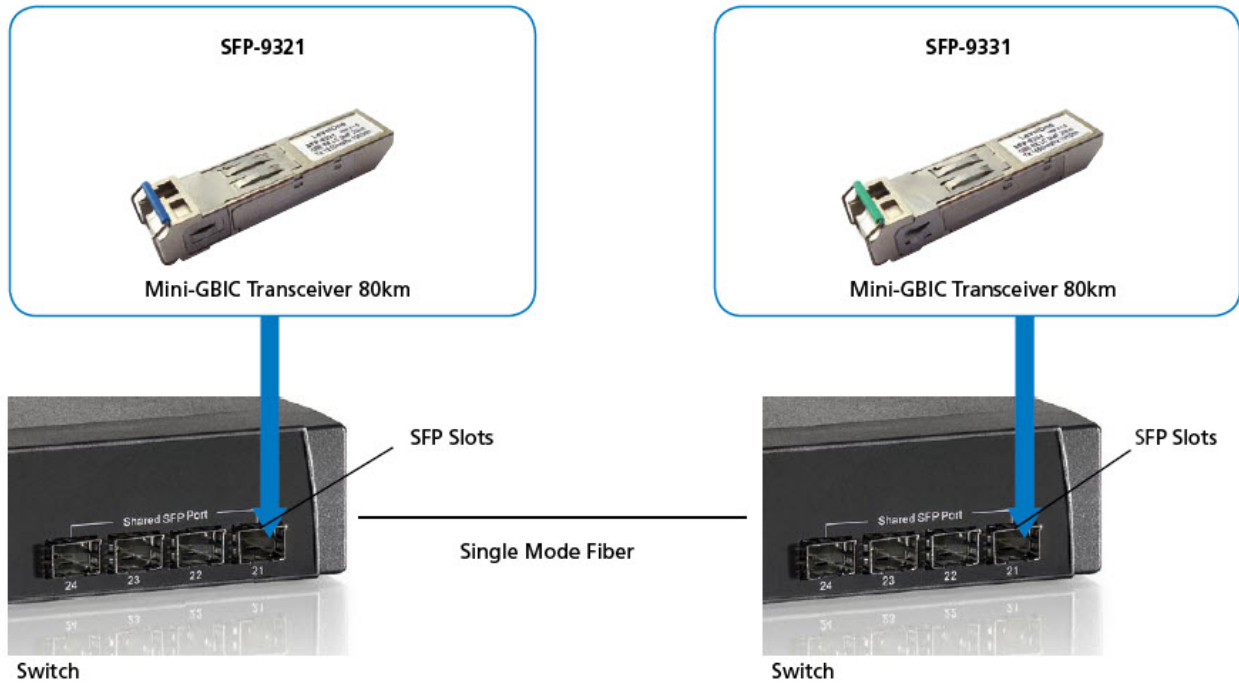 SFP-9321
Mini-GBIC Transceiver 80km
SFP-9331
Mini-GBIC Transceiver 80km
SFP Slots
Shared SFP Port
24 23 22 21
Switch
Single Mode Fiber
SFP Slots
Shared SFP Port
24 23 22 21
Switch